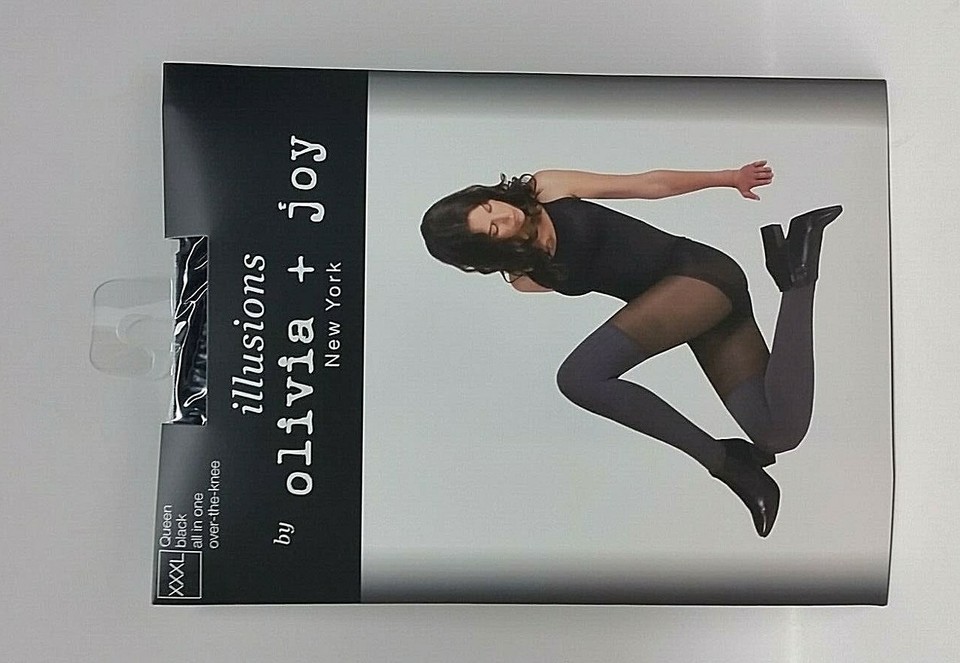 XXXL Queen
black
all in one
over-the-knee
illusions
by olivia + joy
New York